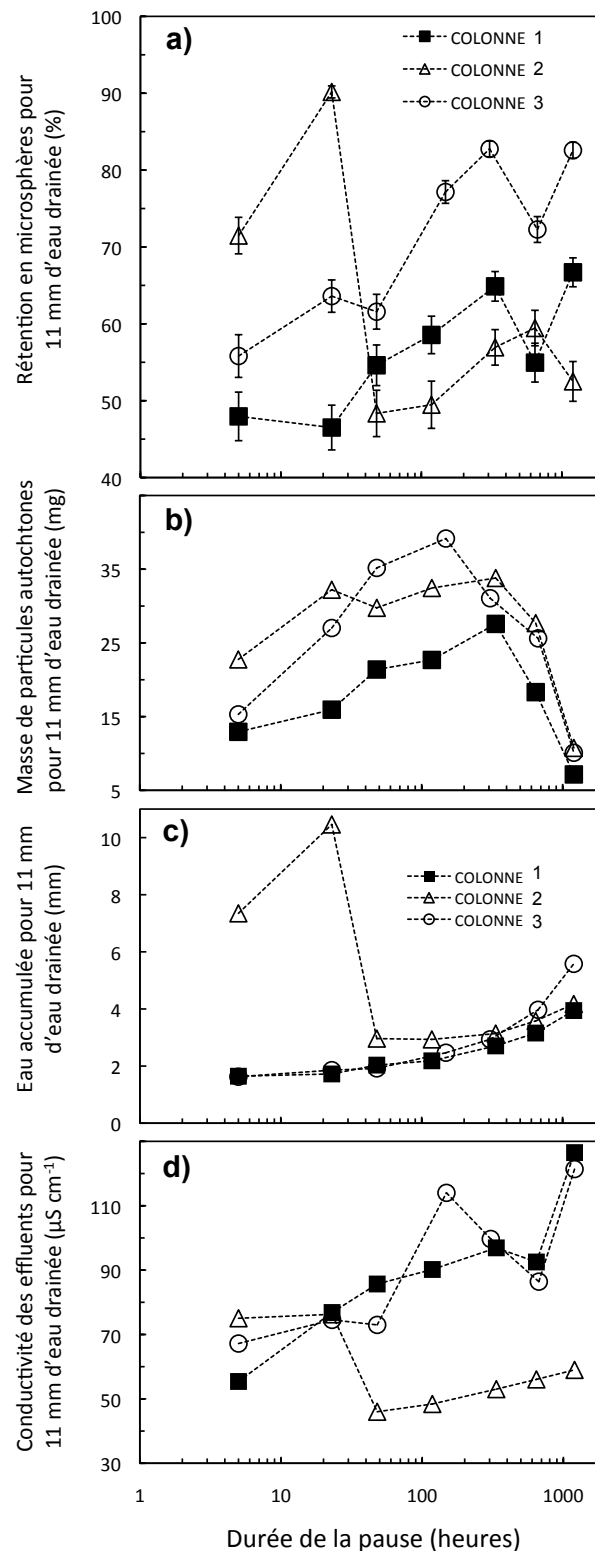 a)
COLONNE 1
COLONNE 2
COLONNE 3
Rétention en microsphères pour
11 mm d'eau drainée (%)
100
90
80
70
60
50
40
b)
Masse de particules autochtones
pour 11 mm d'eau drainée (mg)
35
25
15
5
c)
COLONNE 1
COLONNE 2
COLONNE 3
Eau accumulée pour 11 mm
d'eau drainée (mm)
10
8
6
4
2
0
d)
Conductivité des effluents pour
11 mm d'eau drainée (µS cm⁻¹)
110
90
70
50
30
1 10 100 1000
Durée de la pause (heures)